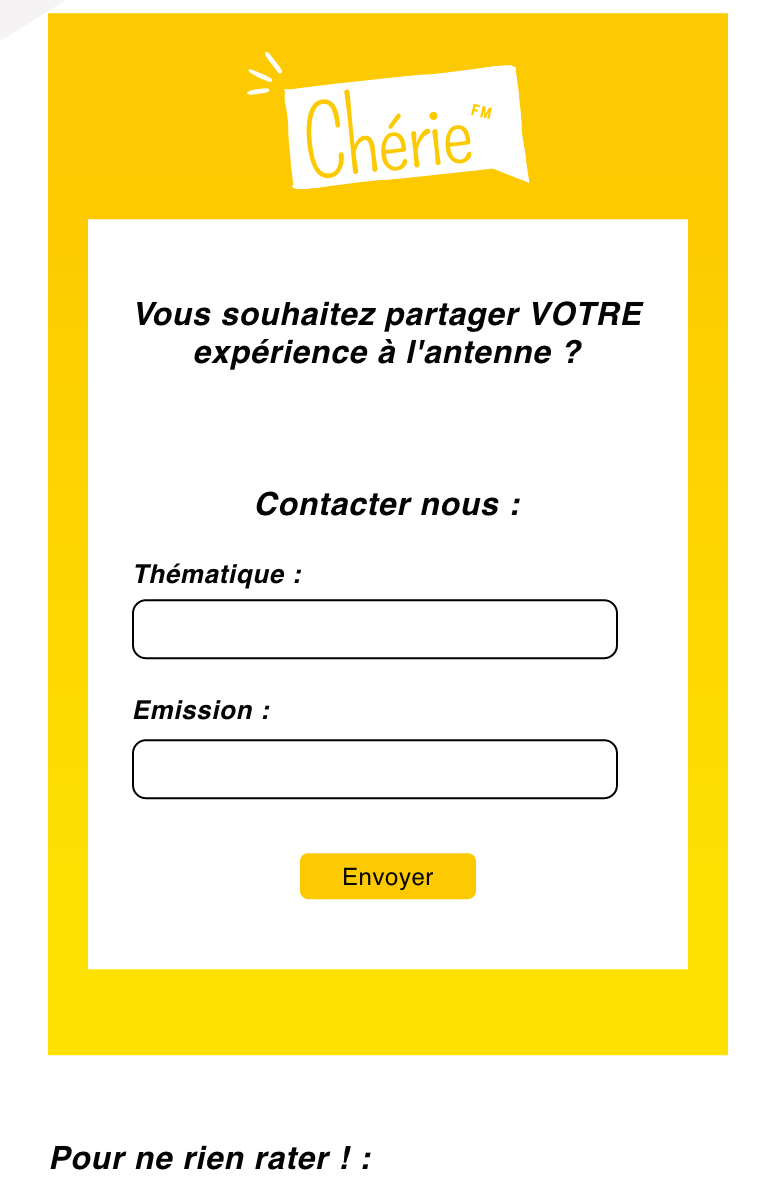 Chérie FM
Vous souhaitez partager VOTRE
expérience à l'antenne ?
Contacter nous :
Thématique :
Emission :
Envoyer
Pour ne rien rater ! :